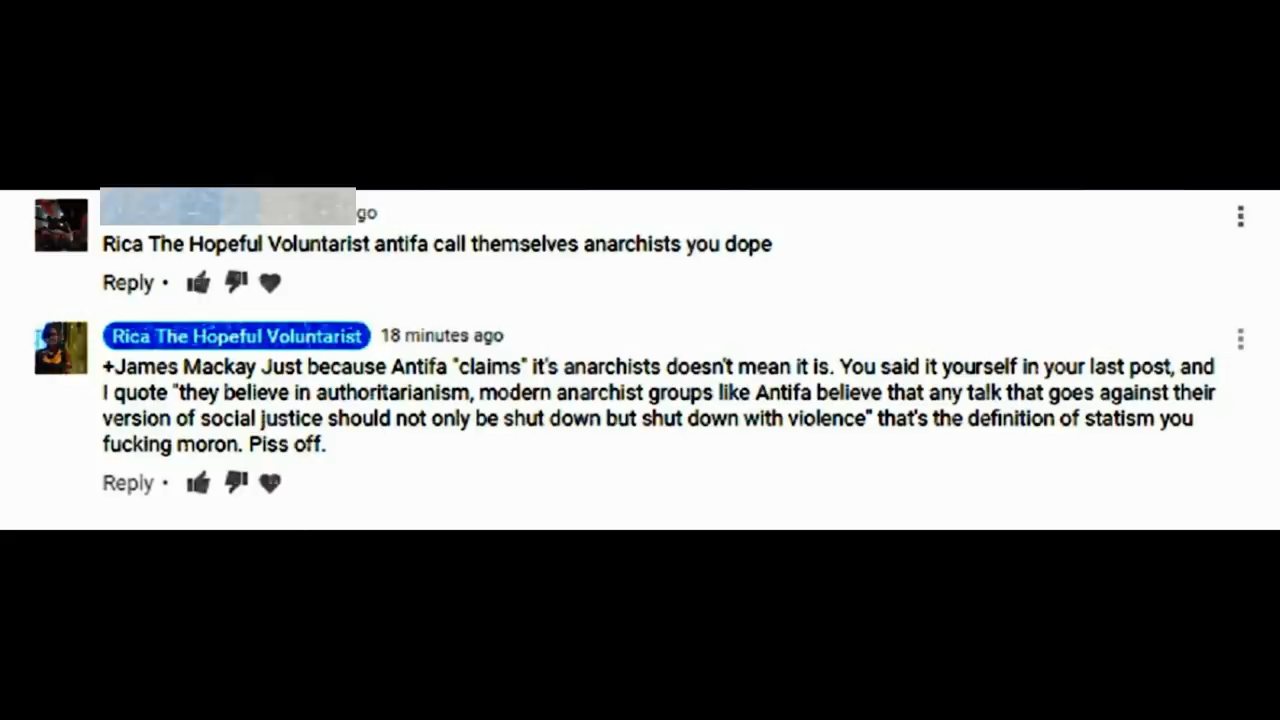 go
Rica The Hopeful Voluntarist antifa call themselves anarchists you dope
Reply •
Rica The Hopeful Voluntarist 18 minutes ago
+James Mackay Just because Antifa "claims" it's anarchists doesn't mean it is. You said it yourself in your last post, and
I quote "they believe in authoritarianism, modern anarchist groups like Antifa believe that any talk that goes against their
version of social justice should not only be shut down but shut down with violence" that's the definition of statism you
fucking moron. Piss off.
Reply •